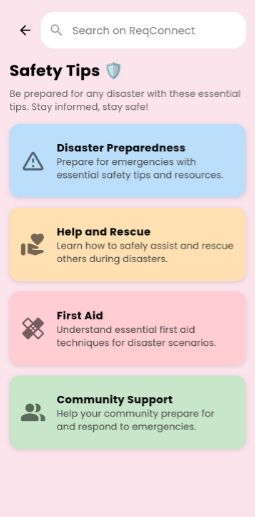 Search on ReqConnect
Safety Tips 🛡️
Be prepared for any disaster with these essential
tips. Stay informed, stay safe!
Disaster Preparedness
Prepare for emergencies with
essential safety tips and resources.
Help and Rescue
Learn how to safely assist and rescue
others during disasters.
First Aid
Understand essential first aid
techniques for disaster scenarios.
Community Support
Help your community prepare for
and respond to emergencies.